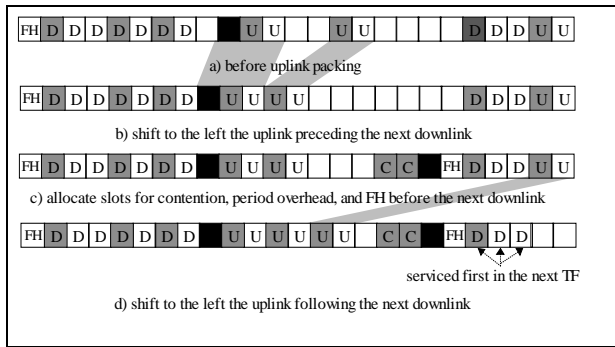 FH D D D D D D D U U U U D D D U U
a) before uplink packing
FH D D D D D D D U U U U D D D U U
b) shift to the left the uplink preceding the next downlink
FH D D D D D D D U U U U C C FH D D D U U
c) allocate slots for contention, period overhead, and FH before the next downlink
FH D D D D D D D U U U U U U C C FH D D D
serviced first in the next TF
d) shift to the left the uplink following the next downlink